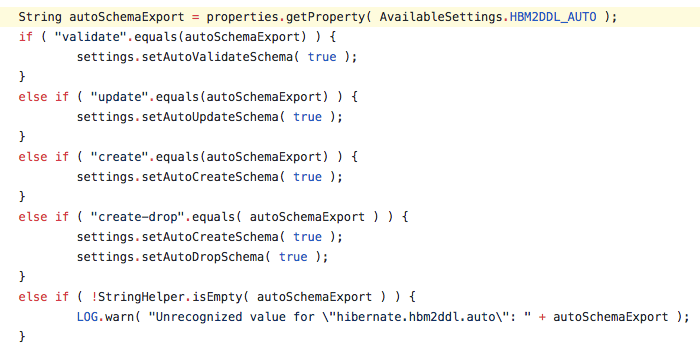 String autoSchemaExport = properties.getProperty( AvailableSettings.HBM2DDL_AUTO );
if ( "validate".equals(autoSchemaExport) ) {
        settings.setAutoValidateSchema( true );
}
else if ( "update".equals(autoSchemaExport) ) {
        settings.setAutoUpdateSchema( true );
}
else if ( "create".equals(autoSchemaExport) ) {
        settings.setAutoCreateSchema( true );
}
else if ( "create-drop".equals( autoSchemaExport ) ) {
        settings.setAutoCreateSchema( true );
        settings.setAutoDropSchema( true );
}
else if ( !StringHelper.isEmpty( autoSchemaExport ) ) {
        LOG.warn( "Unrecognized value for \"hibernate.hbm2ddl.auto\": " + autoSchemaExport );
}